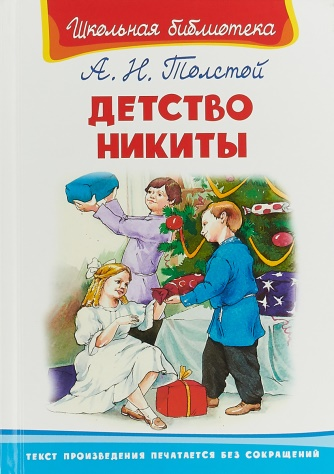 Школьная библиотека
А. Н. Толстой
ДЕТСТВО
НИКИТЫ
ТЕКСТ ПРОИЗВЕДЕНИЯ ПЕЧАТАЕТСЯ БЕЗ СОКРАЩЕНИЙ